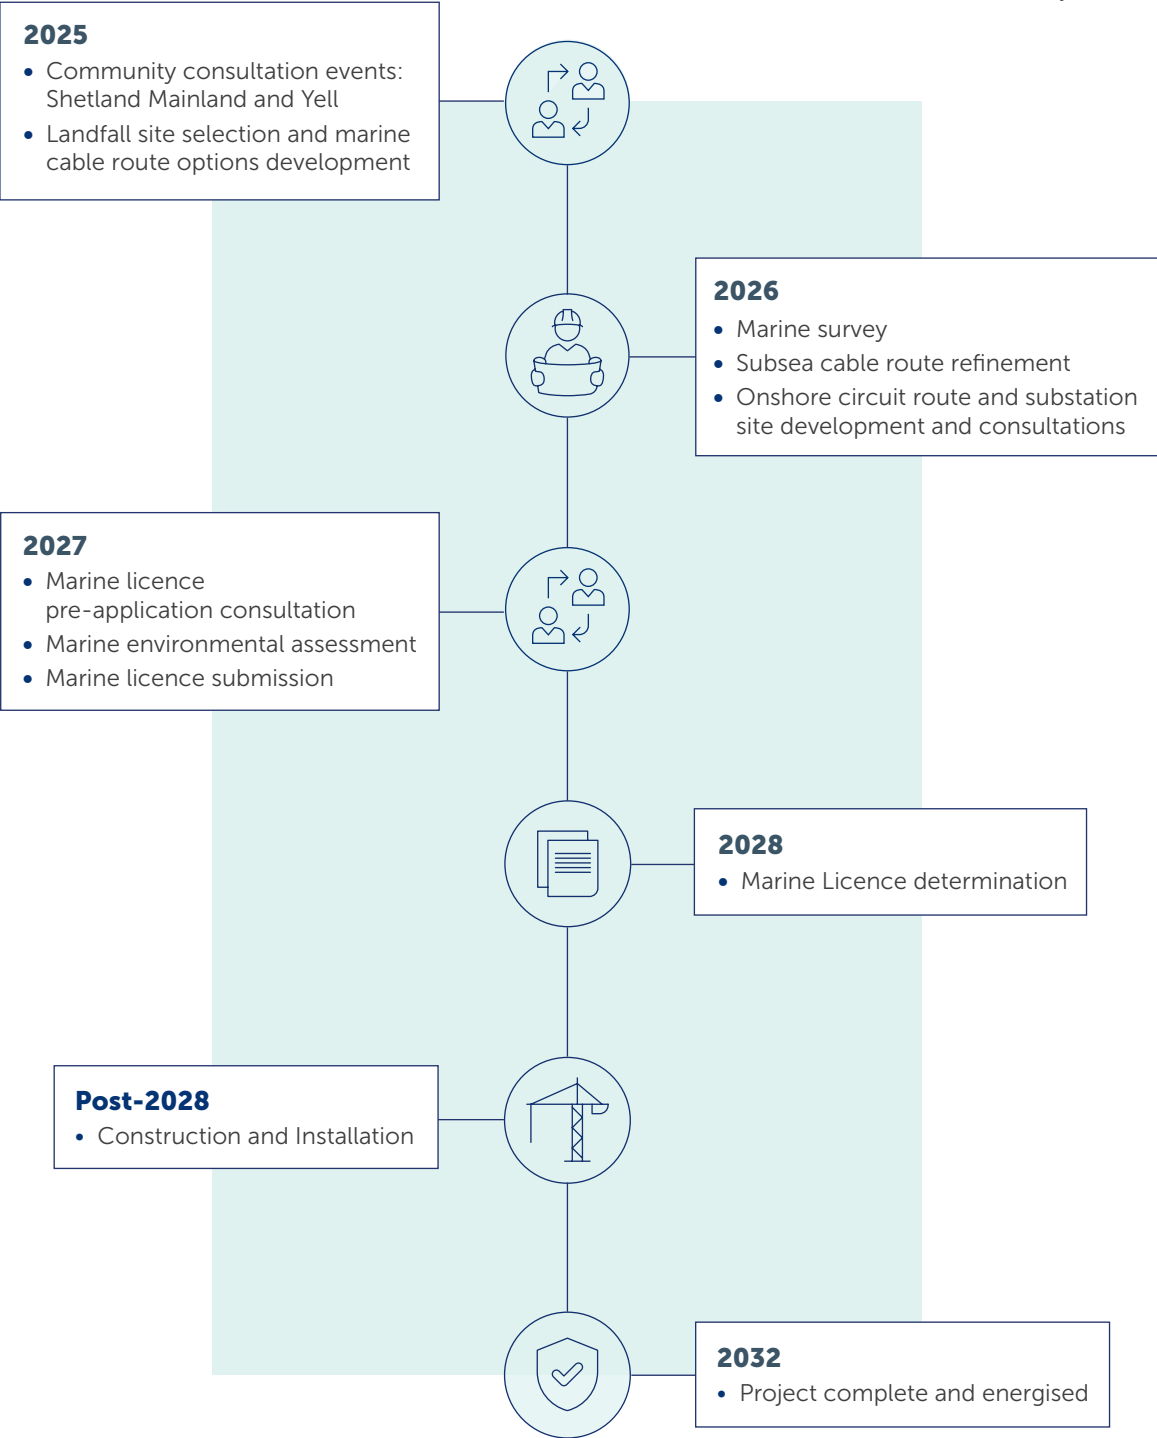 2025
• Community consultation events:
Shetland Mainland and Yell
• Landfall site selection and marine
cable route options development
2026
• Marine survey
• Subsea cable route refinement
• Onshore circuit route and substation
site development and consultations
2027
• Marine licence
pre-application consultation
• Marine environmental assessment
• Marine licence submission
2028
• Marine Licence determination
Post-2028
• Construction and Installation
2032
• Project complete and energised